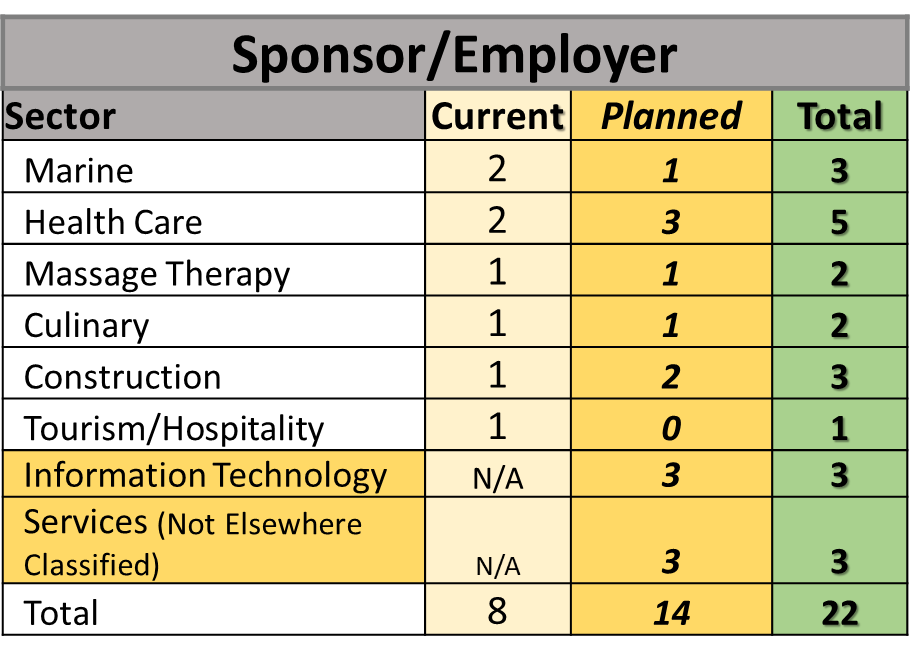 Sponsor/Employer
Sector Current Planned Total
Marine 2 1 3
Health Care 2 3 5
Massage Therapy 1 1 2
Culinary 1 1 2
Construction 1 2 3
Tourism/Hospitality 1 0 1
Information Technology N/A 3 3
Services (Not Elsewhere
Classified) N/A 3 3
Total 8 14 22